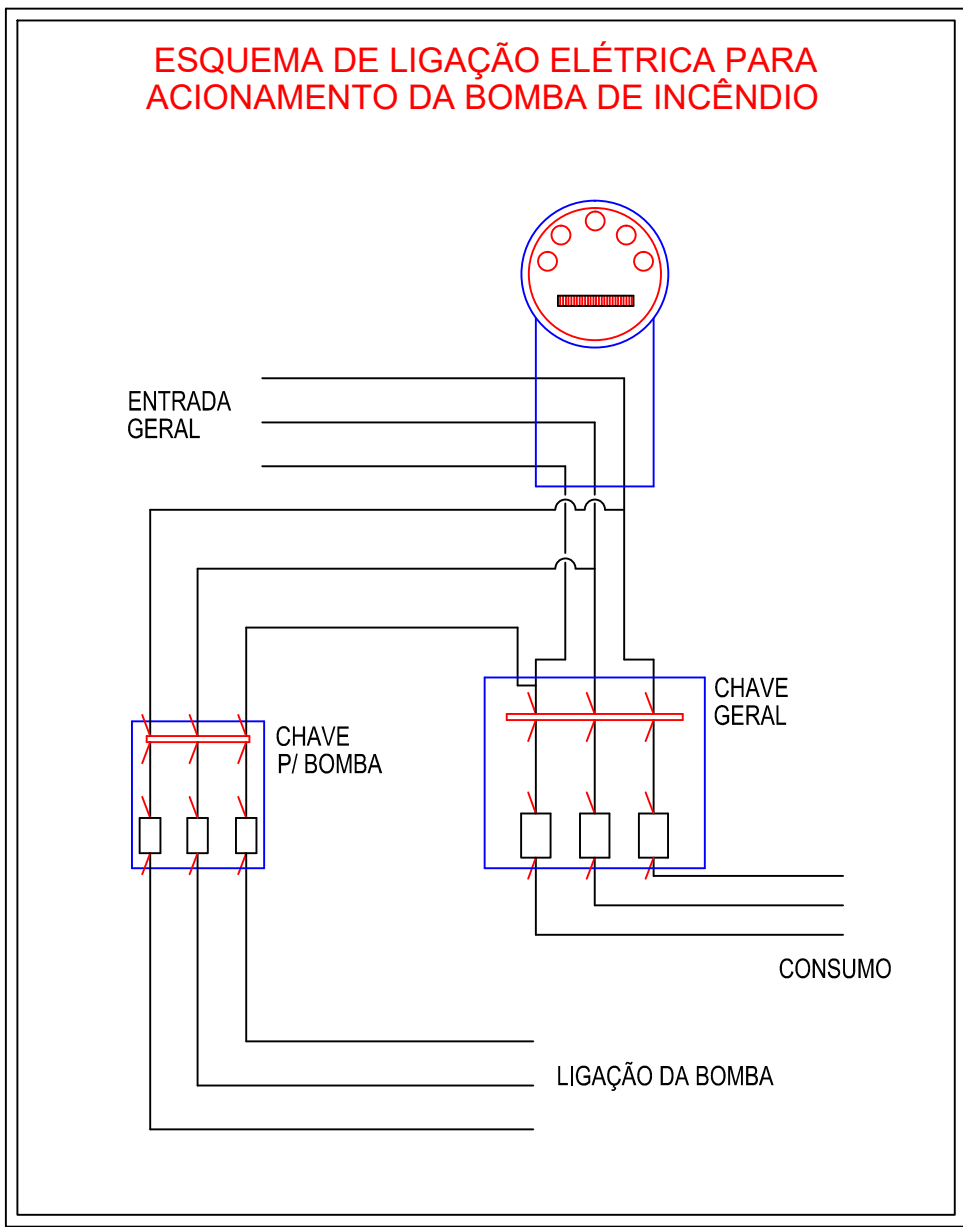 ESQUEMA DE LIGAÇÃO ELÉTRICA PARA
ACIONAMENTO DA BOMBA DE INCÊNDIO
ENTRADA
GERAL
CHAVE
GERAL
CHAVE
P/ BOMBA
CONSUMO
LIGAÇÃO DA BOMBA